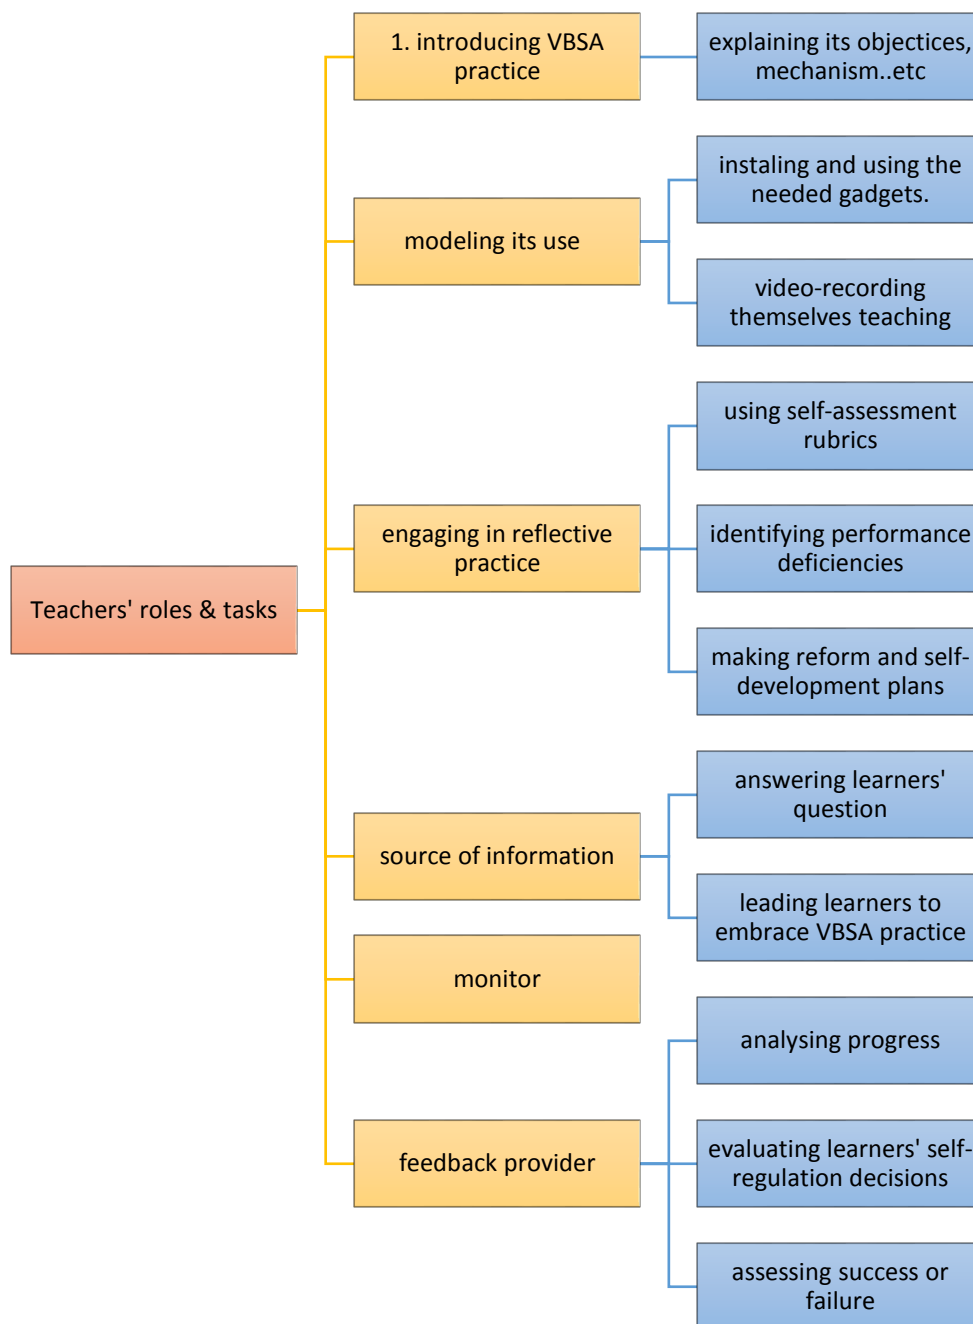 Teachers' roles & tasks
1. introducing VBSA
practice
explaining its objectices,
mechanism..etc
modeling its use
instaling and using the
needed gadgets.
video-recording
themselves teaching
engaging in reflective
practice
using self-assessment
rubrics
identifying performance
deficiencies
making reform and self-
development plans
source of information
answering learners'
question
leading learners to
embrace VBSA practice
monitor
feedback provider
analysing progress
evaluating learners' self-
regulation decisions
assessing success or
failure